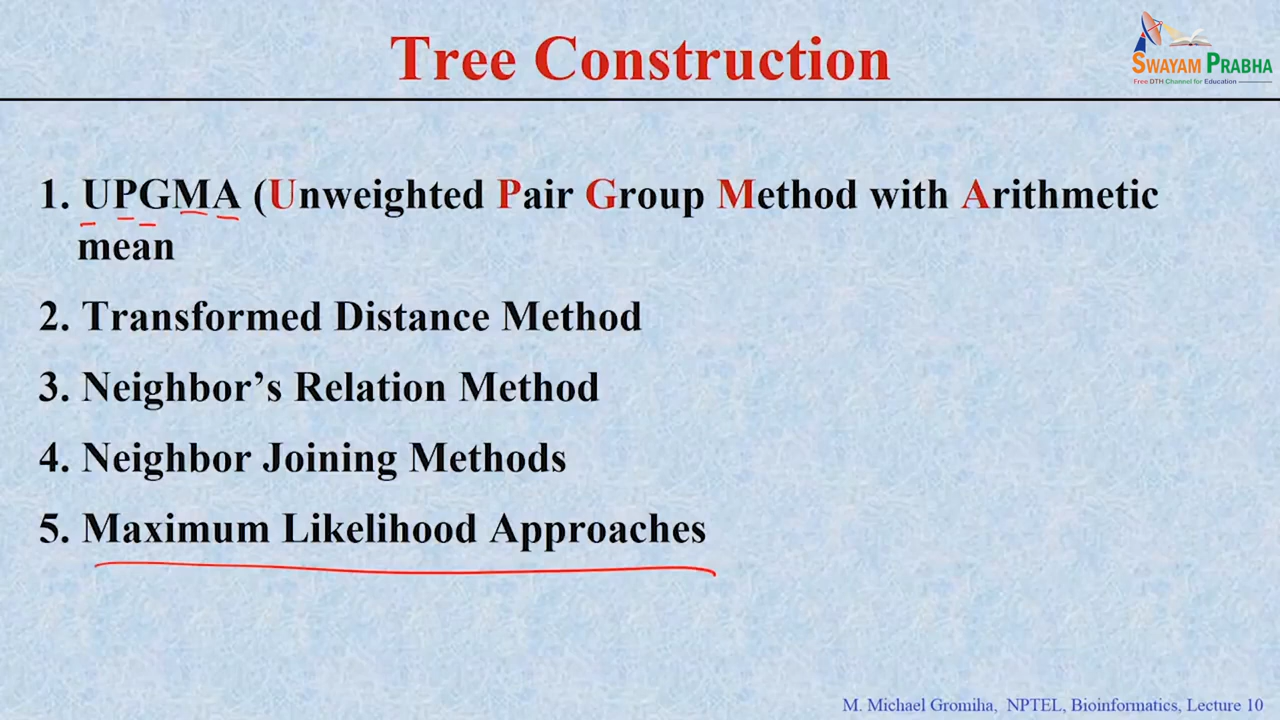 Tree Construction
SWAYAM PRABHA
Free DTH Channel for Education
1. UPGMA (Unweighted Pair Group Method with Arithmetic
mean
2. Transformed Distance Method
3. Neighbor’s Relation Method
4. Neighbor Joining Methods
5. Maximum Likelihood Approaches
M. Michael Gromiha, NPTEL, Bioinformatics, Lecture 10